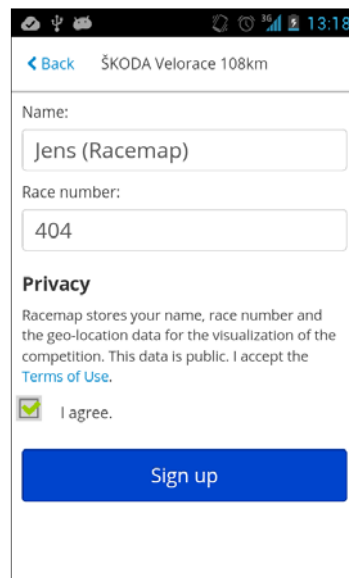 3G 13:18
Back ŠKODA Velorace 108km
Name:
Jens (Racemap)
Race number:
404
Privacy
Racemap stores your name, race number and
the geo-location data for the visualization of the
competition. This data is public. I accept the
Terms of Use.
I agree.
Sign up